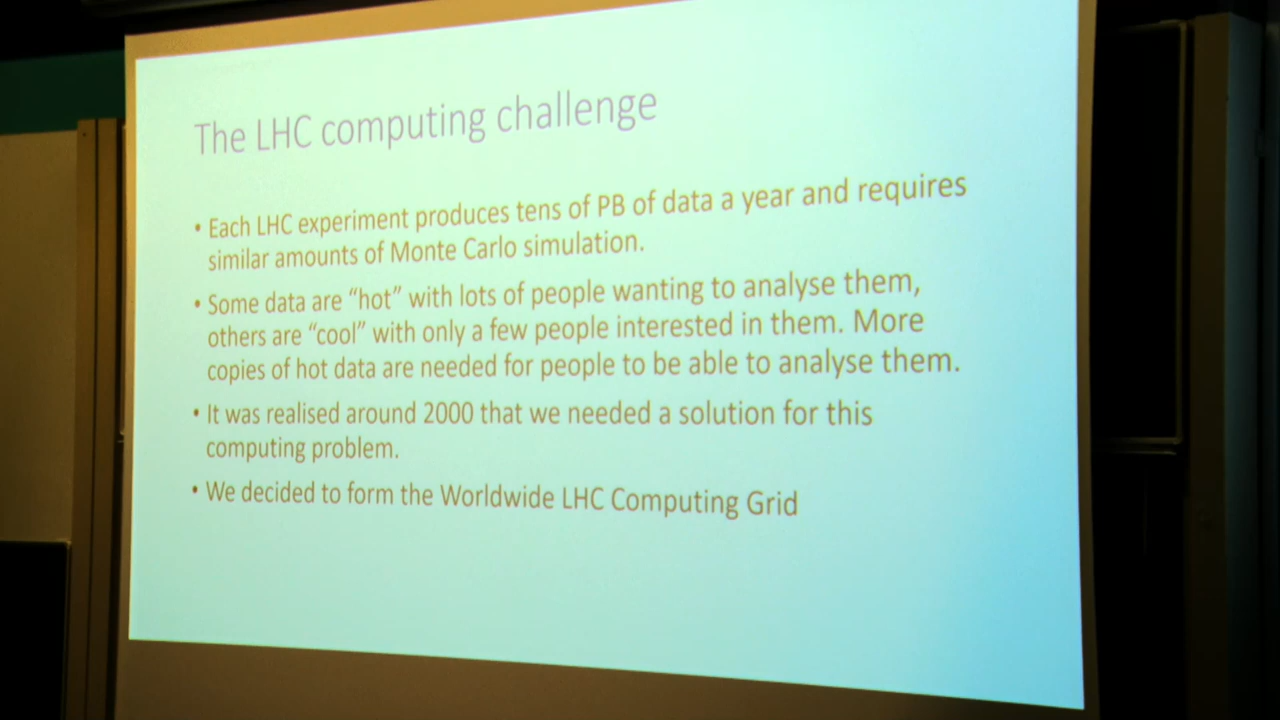 The LHC computing challenge
• Each LHC experiment produces tens of PB of data a year and requires
similar amounts of Monte Carlo simulation.
• Some data are “hot” with lots of people wanting to analyse them,
others are “cool” with only a few people interested in them. More
copies of hot data are needed for people to be able to analyse them.
• It was realised around 2000 that we needed a solution for this
computing problem.
• We decided to form the Worldwide LHC Computing Grid